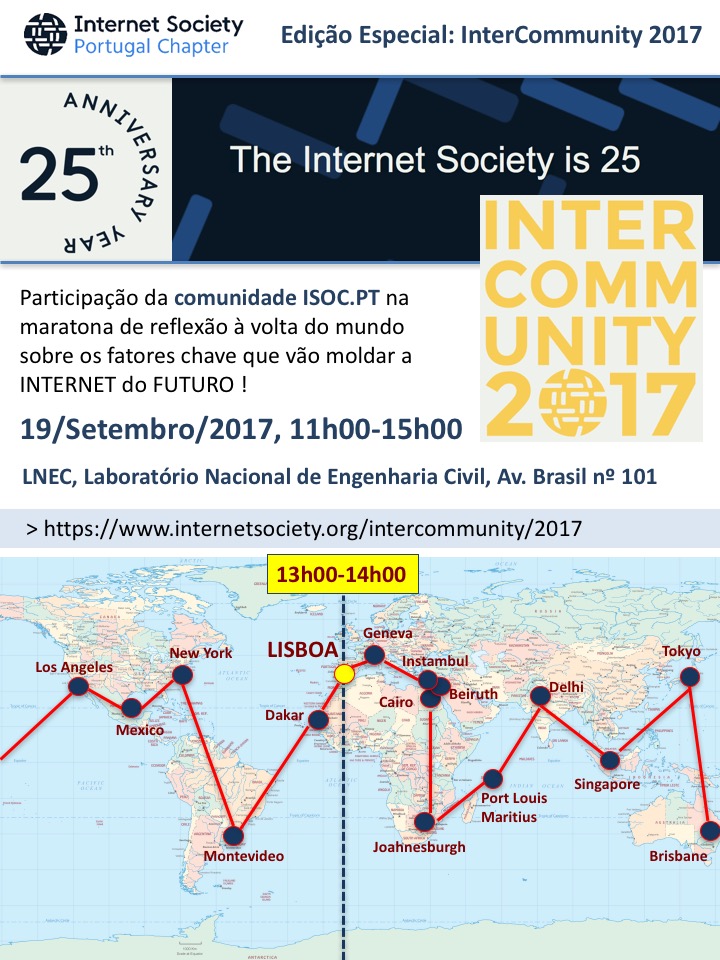 Internet Society
Portugal Chapter
Edição Especial: InterCommunity 2017
25th
ANNIVERSARY YEAR
The Internet Society is 25
INTER
COMM
UNITY
2017
Participação da comunidade ISOC.PT na
maratona de reflexão à volta do mundo
sobre os fatores chave que vão moldar a
INTERNET do FUTURO !
19/Setembro/2017, 11h00-15h00
LNEC, Laboratório Nacional de Engenharia Civil, Av. Brasil nº 101
> https://www.internetsociety.org/intercommunity/2017
13h00-14h00
LISBOA
Geneva
New York
Los Angeles
Instambul
Tokyo
Mexico
Dakar
Cairo
Beiruth
Delhi
Singapore
Port Louis
Maritius
Montevideo
Joahnesburgh
Brisbane
ANTARCTICA